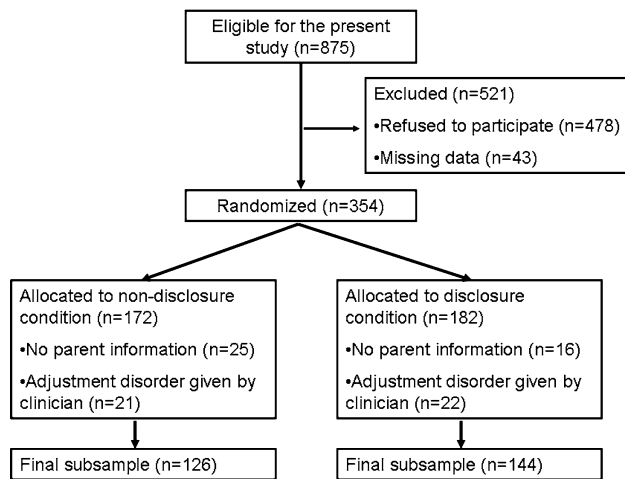 Eligible for the present
study (n=875)
Excluded (n=521)
•Refused to participate (n=478)
•Missing data (n=43)
Randomized (n=354)
Allocated to non-disclosure
condition (n=172)
•No parent information (n=25)
•Adjustment disorder given by
clinician (n=21)
Allocated to disclosure
condition (n=182)
•No parent information (n=16)
•Adjustment disorder given by
clinician (n=22)
Final subsample (n=126)
Final subsample (n=144)